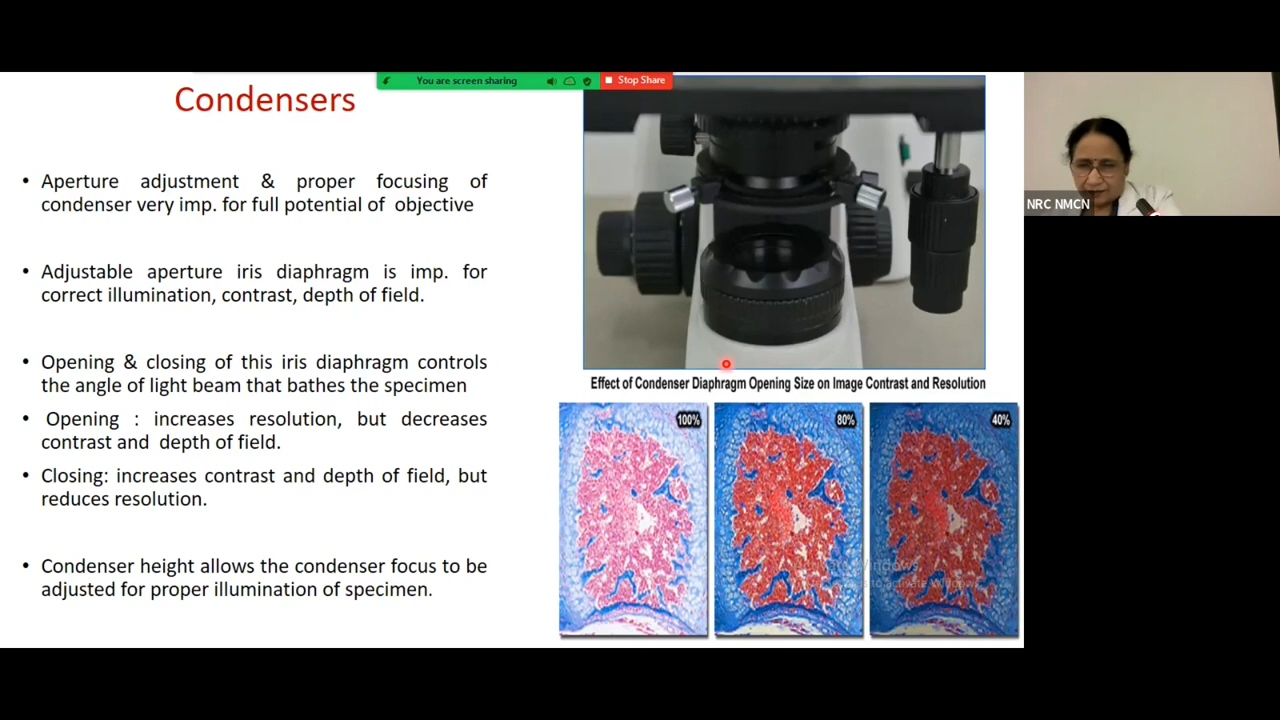 You are screen sharing
Stop Share
Condensers
• Aperture adjustment & proper focusing of
condenser very imp. for full potential of objective
• Adjustable aperture iris diaphragm is imp. for
correct illumination, contrast, depth of field.
• Opening & closing of this iris diaphragm controls
the angle of light beam that bathes the specimen
• Opening : increases resolution, but decreases
contrast and depth of field.
• Closing: increases contrast and depth of field, but
reduces resolution.
• Condenser height allows the condenser focus to be
adjusted for proper illumination of specimen.
Effect of Condenser Diaphragm Opening Size on Image Contrast and Resolution
100%
80%
40%
Windows
to activate Windows
NRC NMCN